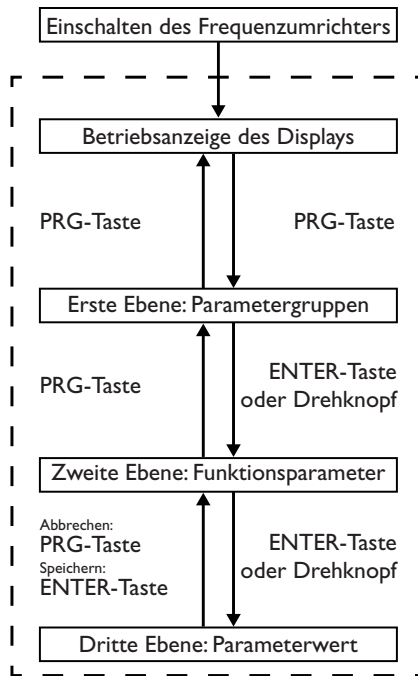 Einschalten des Frequenzumrichters
Betriebsanzeige des Displays
PRG-Taste
PRG-Taste
Erste Ebene: Parametergruppen
PRG-Taste
ENTER-Taste
oder Drehknopf
Zweite Ebene: Funktionsparameter
Abbrechen:
PRG-Taste
Speichern:
ENTER-Taste
ENTER-Taste
oder Drehknopf
Dritte Ebene: Parameterwert